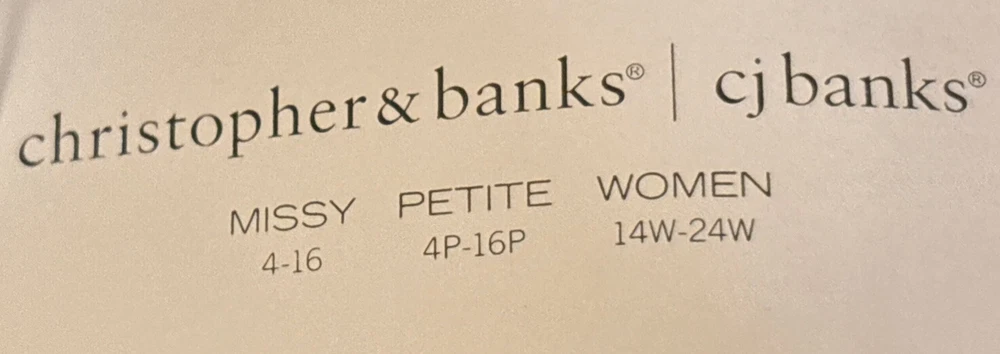 christopher & banks® | cj banks®
MISSY PETITE WOMEN
4-16 4P-16P 14W-24W